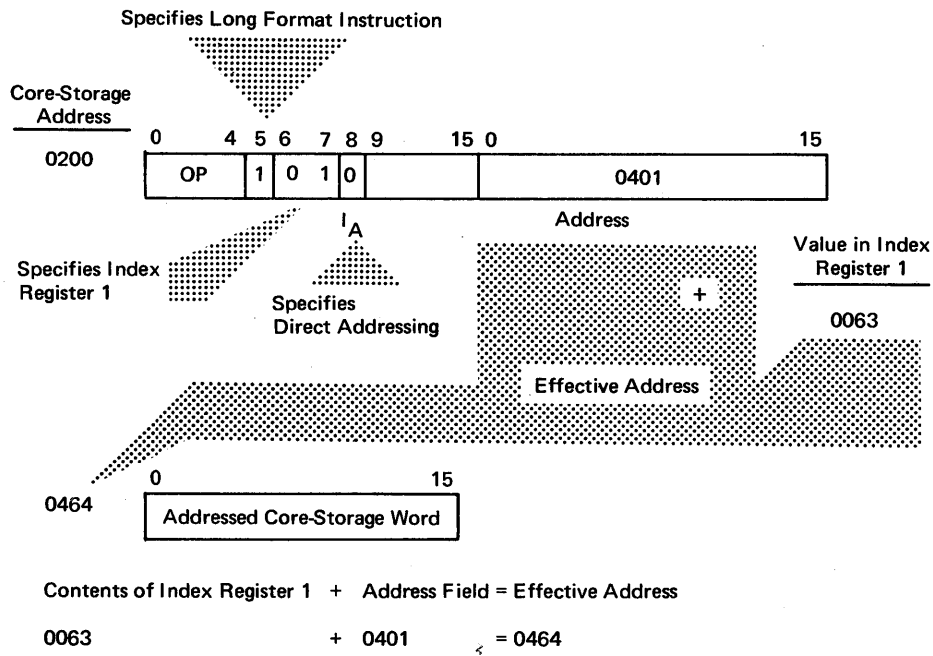 Specifies Long Format Instruction
Core-Storage
Address
0 4 5 6 7 8 9 15 0 15
0200
OP 1 0 1 0 0401
I A
Address
Value in Index
Register 1
Specifies Index
Register 1
+
Specifies
Direct Addressing
0063
Effective Address
0 15
0464
Addressed Core-Storage Word
Contents of Index Register 1 + Address Field = Effective Address
0063 + 0401 = 0464